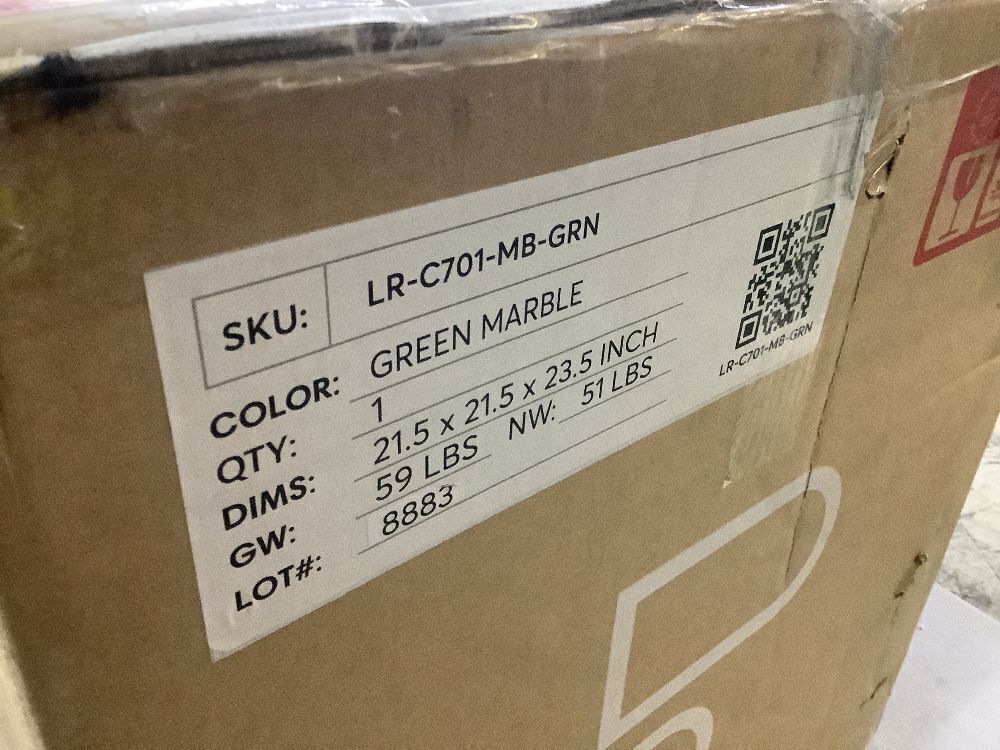 SKU: LR-C701-MB-GRN
COLOR: GREEN MARBLE
QTY: 1
DIMS: 21.5 x 21.5 x 23.5 INCH
GW: 59 LBS NW: 51 LBS
LOT#: 8883
LR-C701-MB-GRN